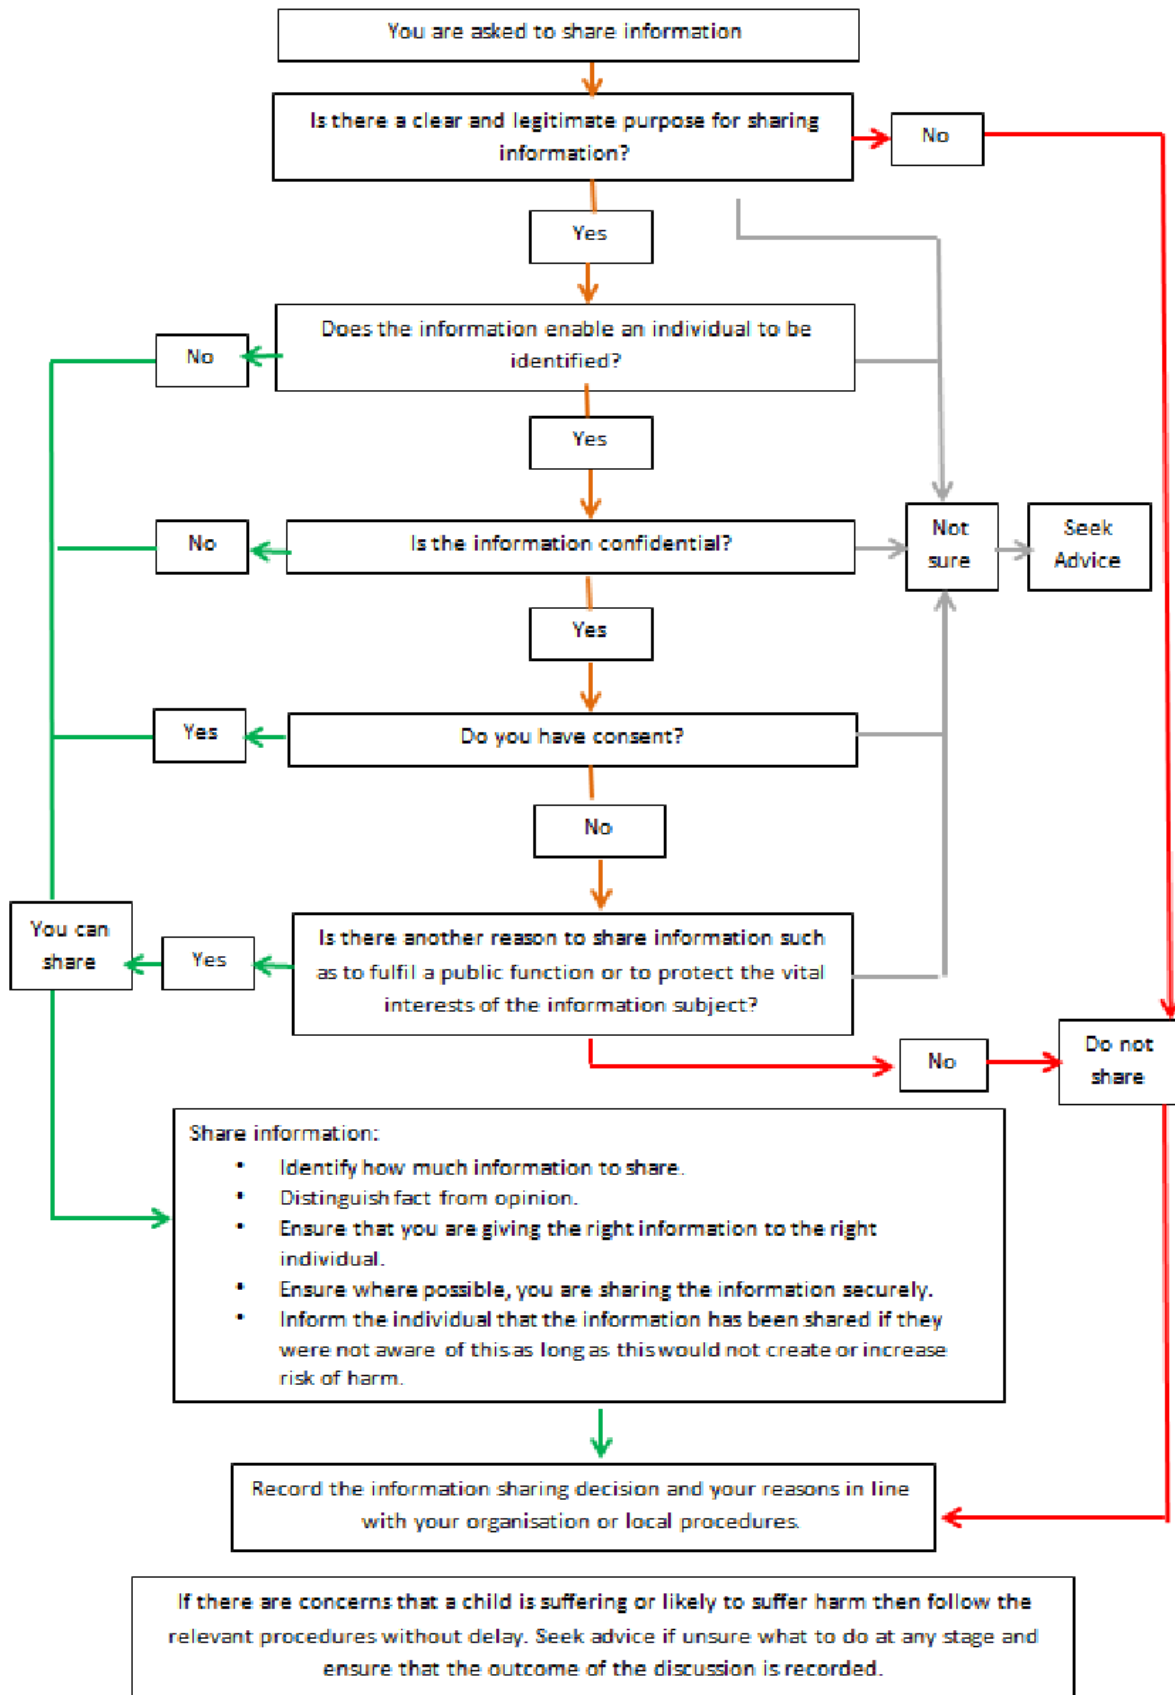 You are asked to share information
Is there a clear and legitimate purpose for sharing
information?
No
Yes
Does the information enable an individual to be
identified?
No
Yes
Is the information confidential?
No
Not
sure
Seek
Advice
Yes
Do you have consent?
Yes
No
Is there another reason to share information such
as to fulfil a public function or to protect the vital
interests of the information subject?
Yes
You can
share
No
Do not
share
Share information:
• Identify how much information to share.
• Distinguish fact from opinion.
• Ensure that you are giving the right information to the right
individual.
• Ensure where possible, you are sharing the information securely.
• Inform the individual that the information has been shared if they
were not aware of this as long as this would not create or increase
risk of harm.
Record the information sharing decision and your reasons in line
with your organisation or local procedures.
If there are concerns that a child is suffering or likely to suffer harm then follow the
relevant procedures without delay. Seek advice if unsure what to do at any stage and
ensure that the outcome of the discussion is recorded.